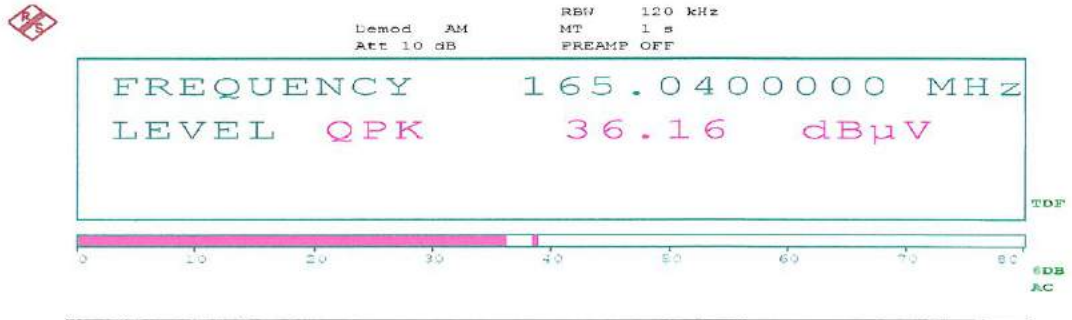 R S
RBW 120 kHz
Demod AM MT 1 s
Att 10 dB PREAMP OFF
FREQUENCY 165.0400000 MHz
LEVEL QPK 36.16 dBµV
TDF
0 10 20 30 40 50 60 70 80
6DB
AC